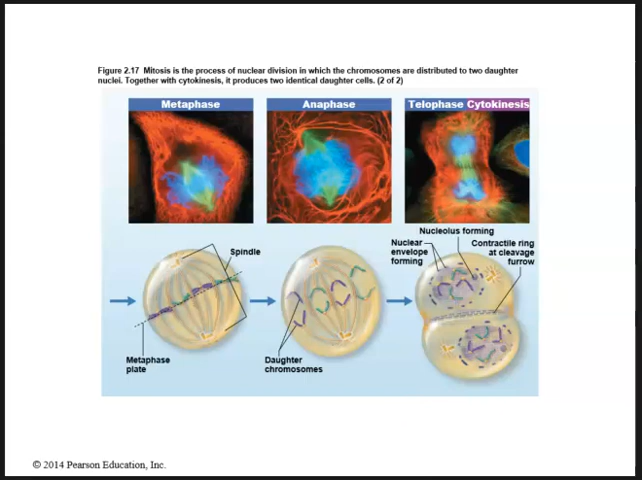 Figure 2.17 Mitosis is the process of nuclear division in which the chromosomes are distributed to two daughter
nuclei. Together with cytokinesis, it produces two identical daughter cells. (2 of 2)
Metaphase
Anaphase
Telophase Cytokinesis
Spindle
Metaphase
plate
Daughter
chromosomes
Nucleolus forming
Nuclear
envelope
forming
Contractile ring
at cleavage
furrow
© 2014 Pearson Education, Inc.